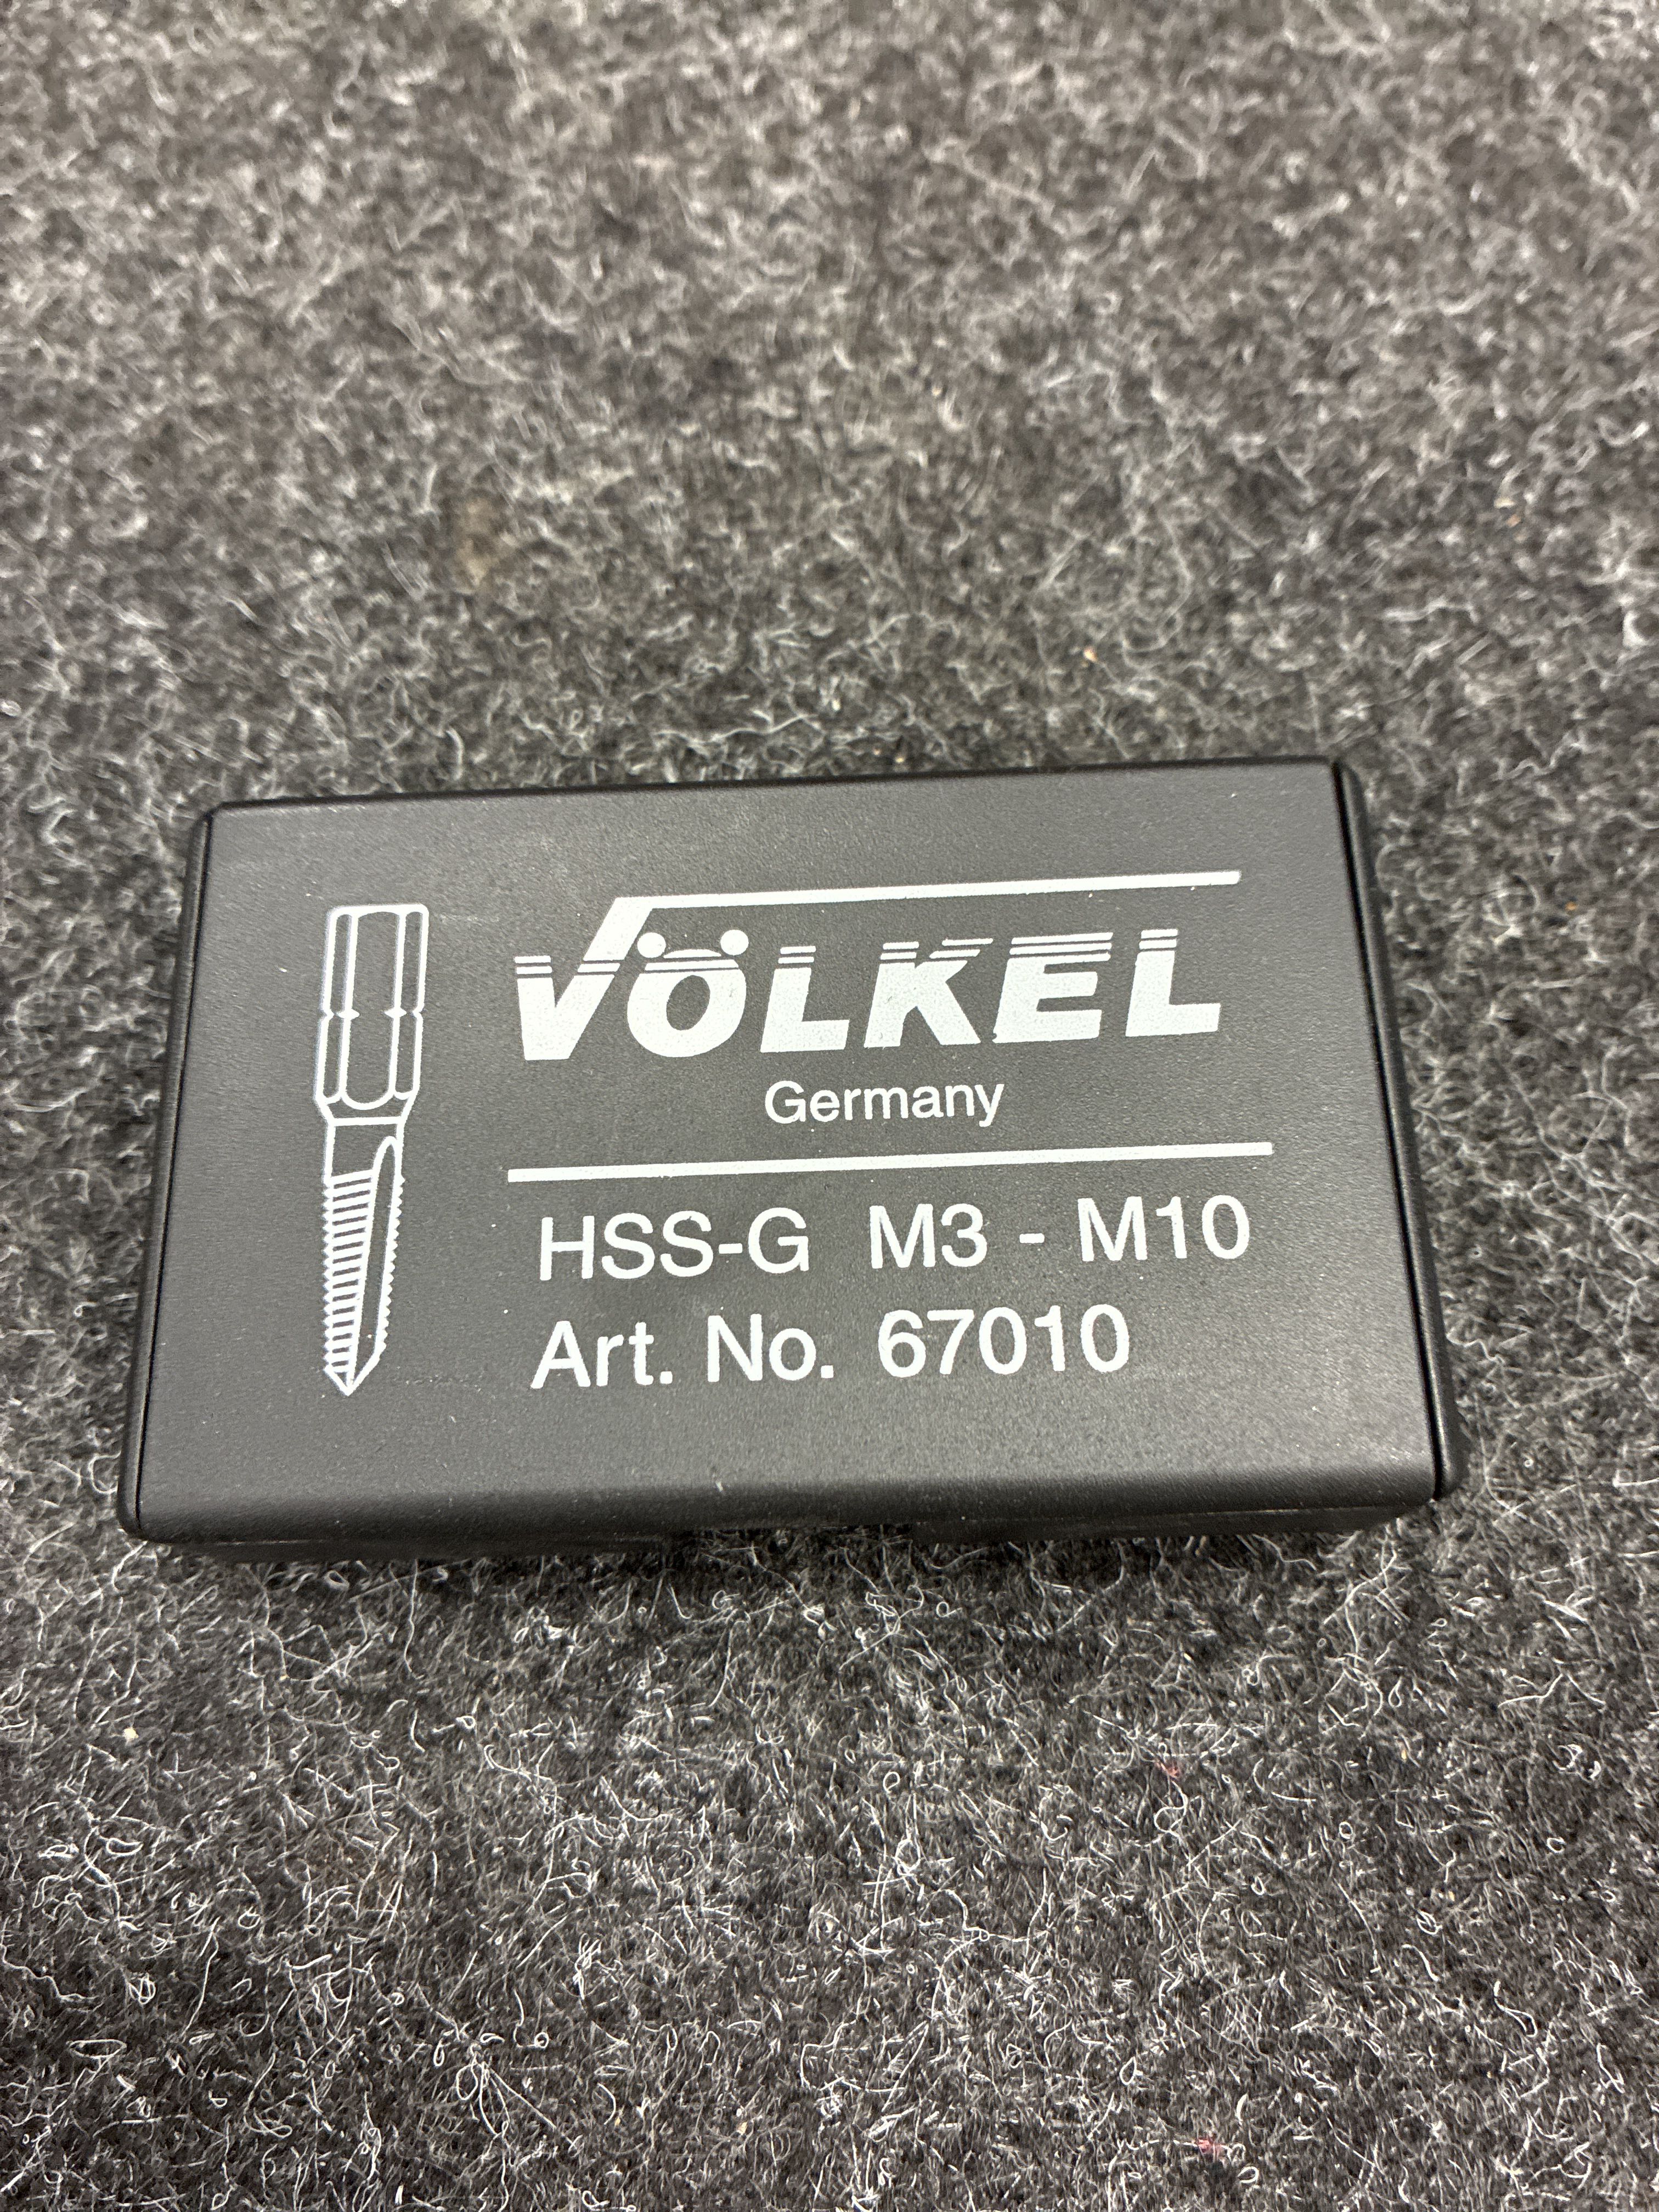 VÖLKEL
Germany
HSS-G M3 - M10
Art. No. 67010